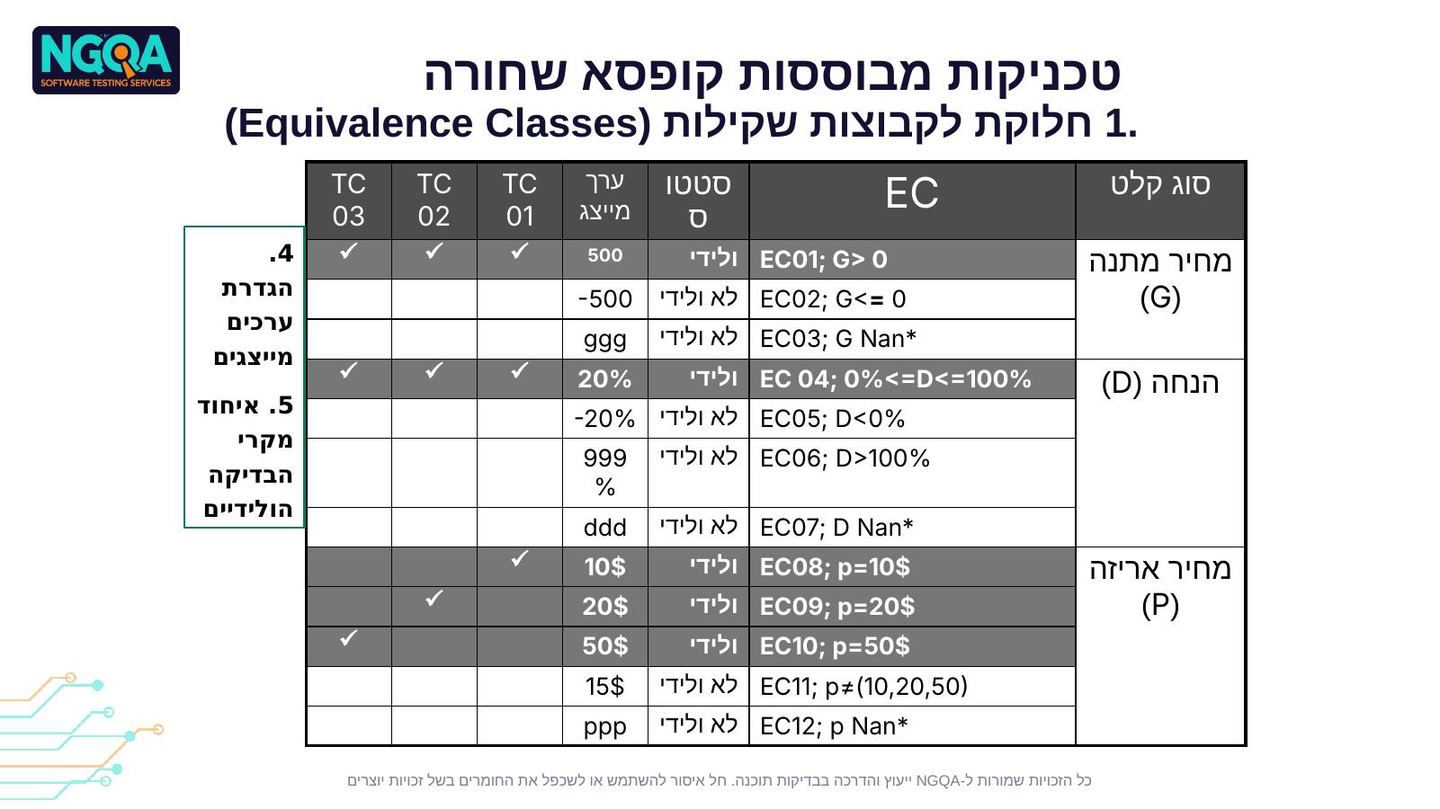 NGQA
SOFTWARE TESTING SERVICES
טכניקות מבוססות קופסא שחורה
.1 חלוקת לקבוצות שקילות (Equivalence Classes)
סוג קלט | EC | סטטוס | ערך מייצג | TC 01 | TC 02 | TC 03
מחיר מתנה (G) | EC01; G> 0 | ולידי | 500 | ✓ | ✓ | ✓
EC02; G<= 0 | לא ולידי | -500
EC03; G Nan* | לא ולידי | ggg
הנחה (D) | EC 04; 0%<=D<=100% | ולידי | 20% | ✓ | ✓ | ✓
EC05; D<0% | לא ולידי | -20%
EC06; D>100% | לא ולידי | 999%
EC07; D Nan* | לא ולידי | ddd
מחיר אריזה (P) | EC08; p=10$ | ולידי | 10$ | ✓
EC09; p=20$ | ולידי | 20$ | ✓
EC10; p=50$ | ולידי | 50$ | ✓
EC11; p≠(10,20,50) | לא ולידי | 15$
EC12; p Nan* | לא ולידי | ppp
4.
הגדרת
ערכים
מייצגים
5. איחוד
מקרי
הבדיקה
הולידיים
כל הזכויות שמורות ל-NGQA ייעוץ והדרכה בבדיקות תוכנה. חל איסור להשתמש או לשכפל את החומרים בשל זכויות יוצרים